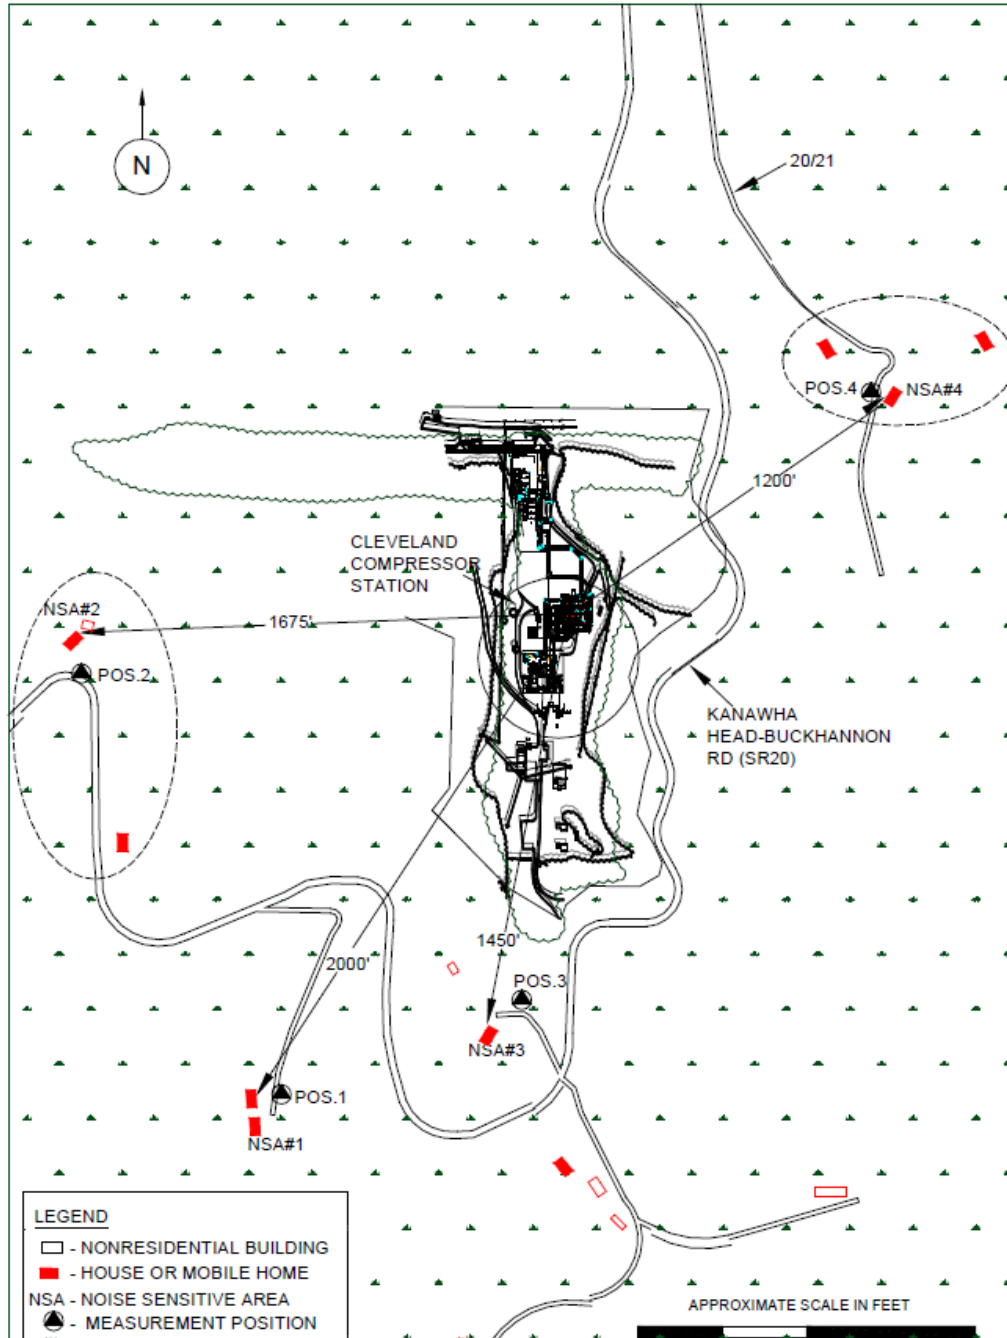 N
20/21
POS.4
NSA#4
1200'
CLEVELAND
COMPRESSOR
STATION
NSA#2
1675'
POS.2
KANAWHA
HEAD-BUCKHANNON
RD (SR20)
1450'
2000'
POS.3
NSA#3
POS.1
NSA#1
LEGEND
- NONRESIDENTIAL BUILDING
- HOUSE OR MOBILE HOME
NSA - NOISE SENSITIVE AREA
- MEASUREMENT POSITION
APPROXIMATE SCALE IN FEET